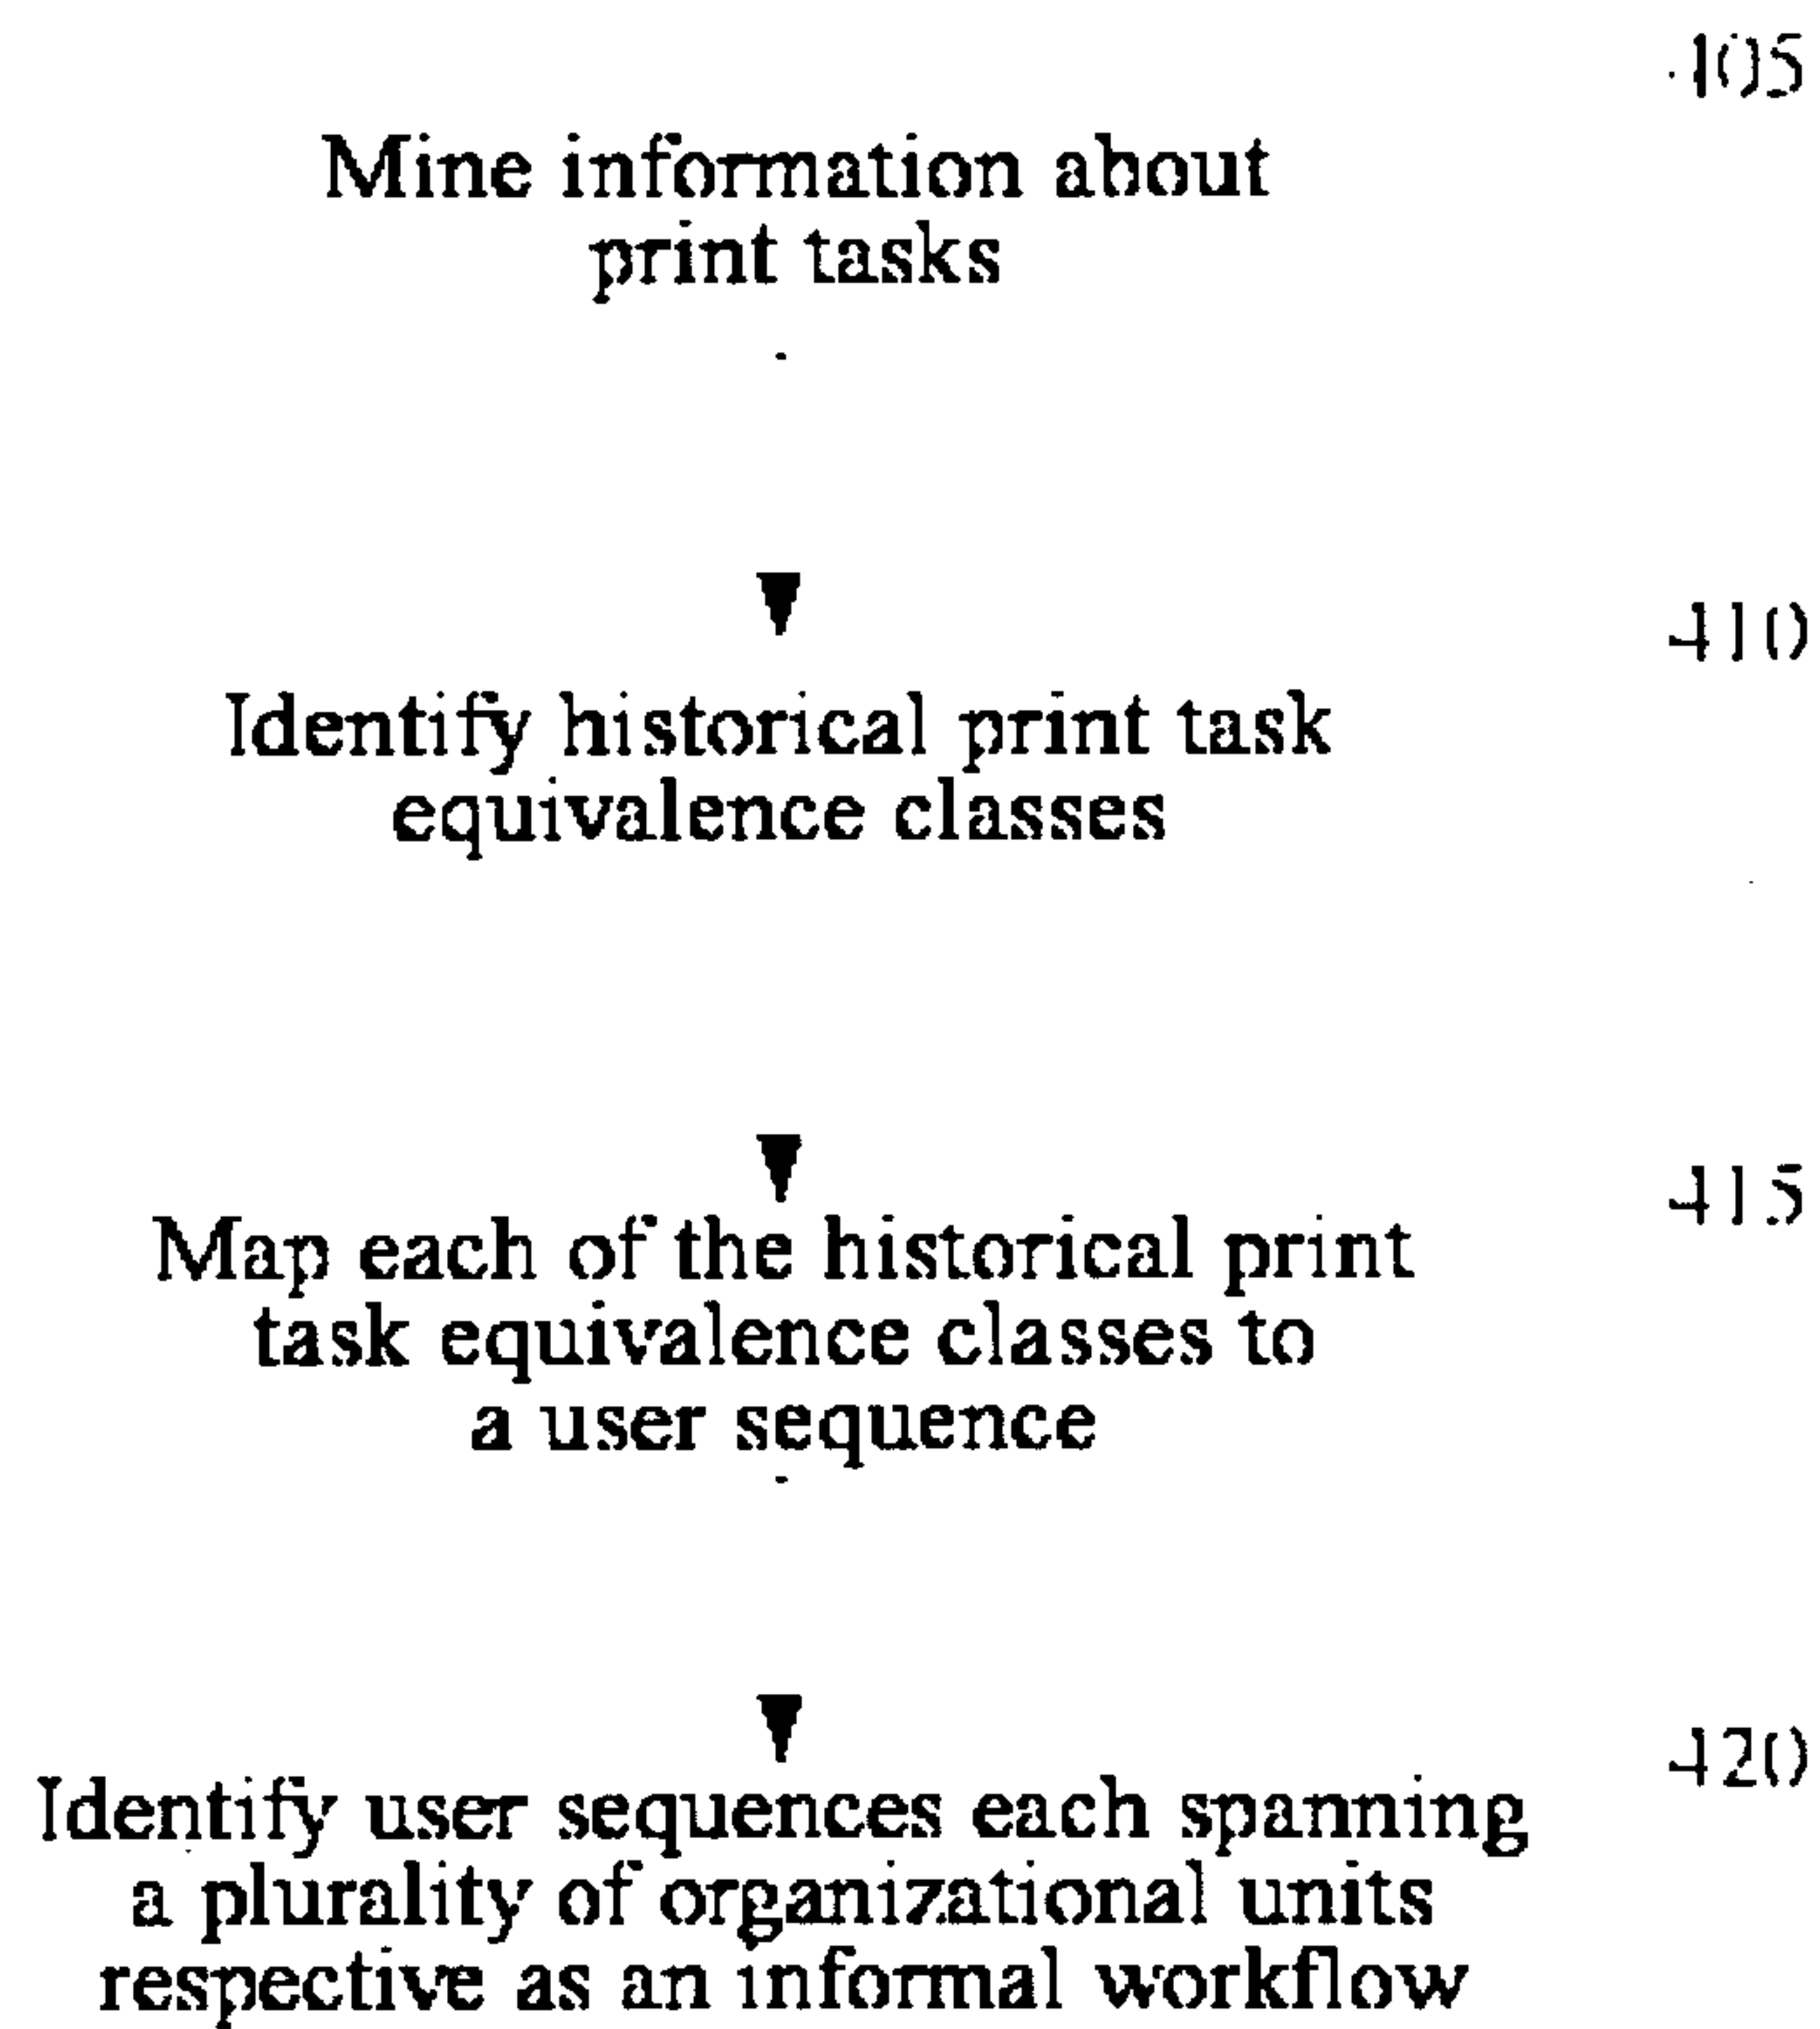 405
Mine information about
print tasks
410
Identify historical print task
equivalence classes
415
Map each of the historical print
task equivalence classes to
a user sequence
420
Identify user sequences each spanning
a plurality of organizational units
respective as an informal workflow